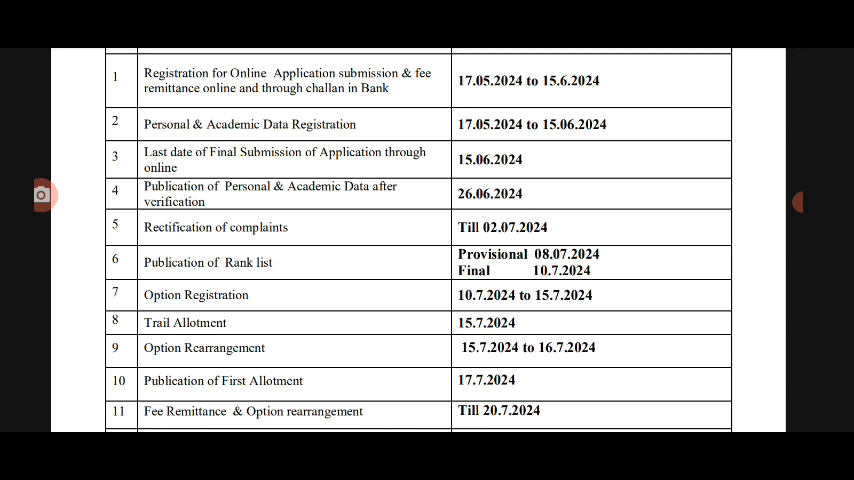 1 Registration for Online Application submission & fee
remittance online and through challan in Bank 17.05.2024 to 15.6.2024
2 Personal & Academic Data Registration 17.05.2024 to 15.06.2024
3 Last date of Final Submission of Application through
online 15.06.2024
4 Publication of Personal & Academic Data after
verification 26.06.2024
5 Rectification of complaints Till 02.07.2024
6 Publication of Rank list Provisional 08.07.2024
Final 10.7.2024
7 Option Registration 10.7.2024 to 15.7.2024
8 Trail Allotment 15.7.2024
9 Option Rearrangement 15.7.2024 to 16.7.2024
10 Publication of First Allotment 17.7.2024
11 Fee Remittance & Option rearrangement Till 20.7.2024